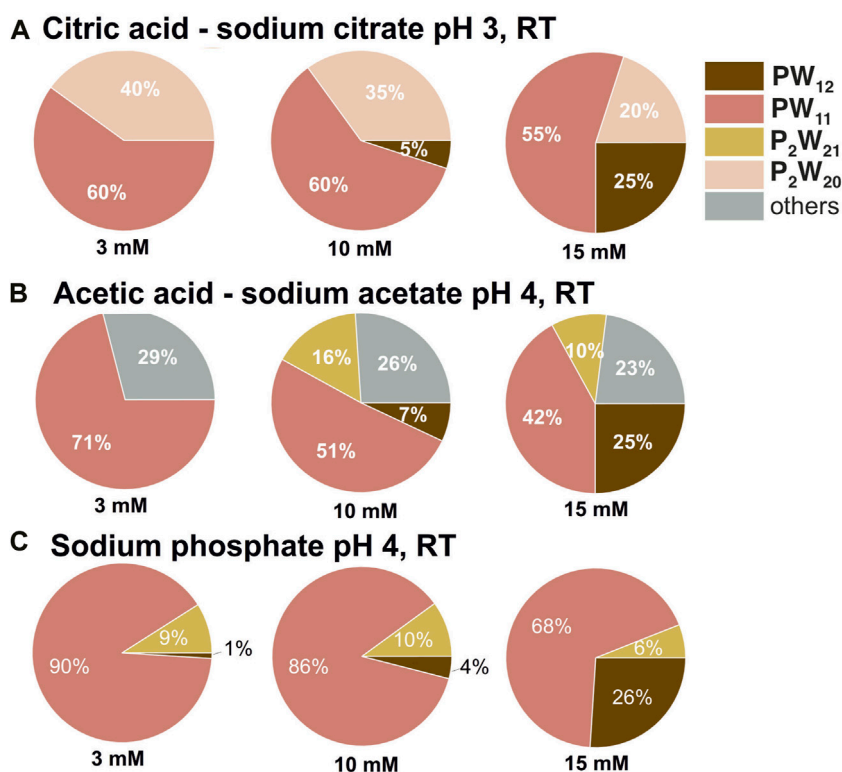 A Citric acid - sodium citrate pH 3, RT
40%
60%
3 mM
35%
5%
60%
10 mM
55%
20%
25%
15 mM
PW₁₂
PW₁₁
P₂W₂₁
P₂W₂₀
others
B Acetic acid - sodium acetate pH 4, RT
29%
71%
3 mM
16%
26%
7%
51%
10 mM
10%
23%
42%
25%
15 mM
C Sodium phosphate pH 4, RT
9%
1%
90%
3 mM
10%
4%
86%
10 mM
68%
6%
26%
15 mM